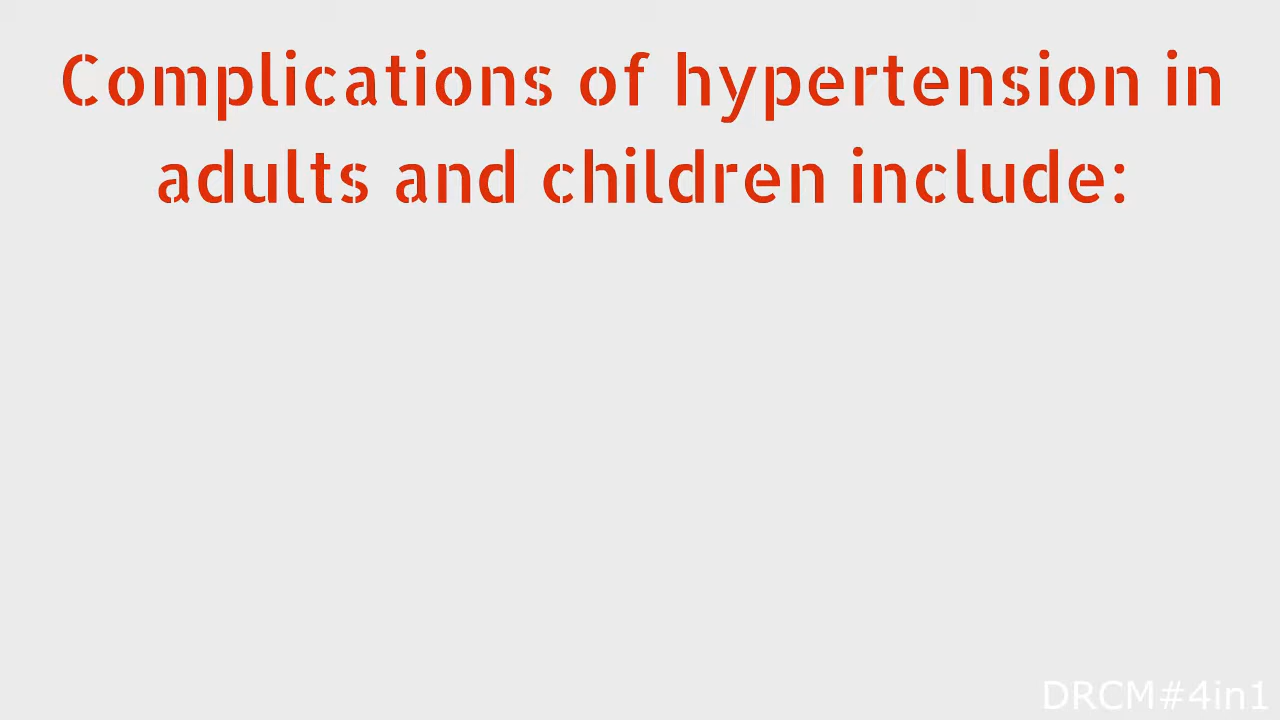 Complications of hypertension in
adults and children include:
DRCM#4in1